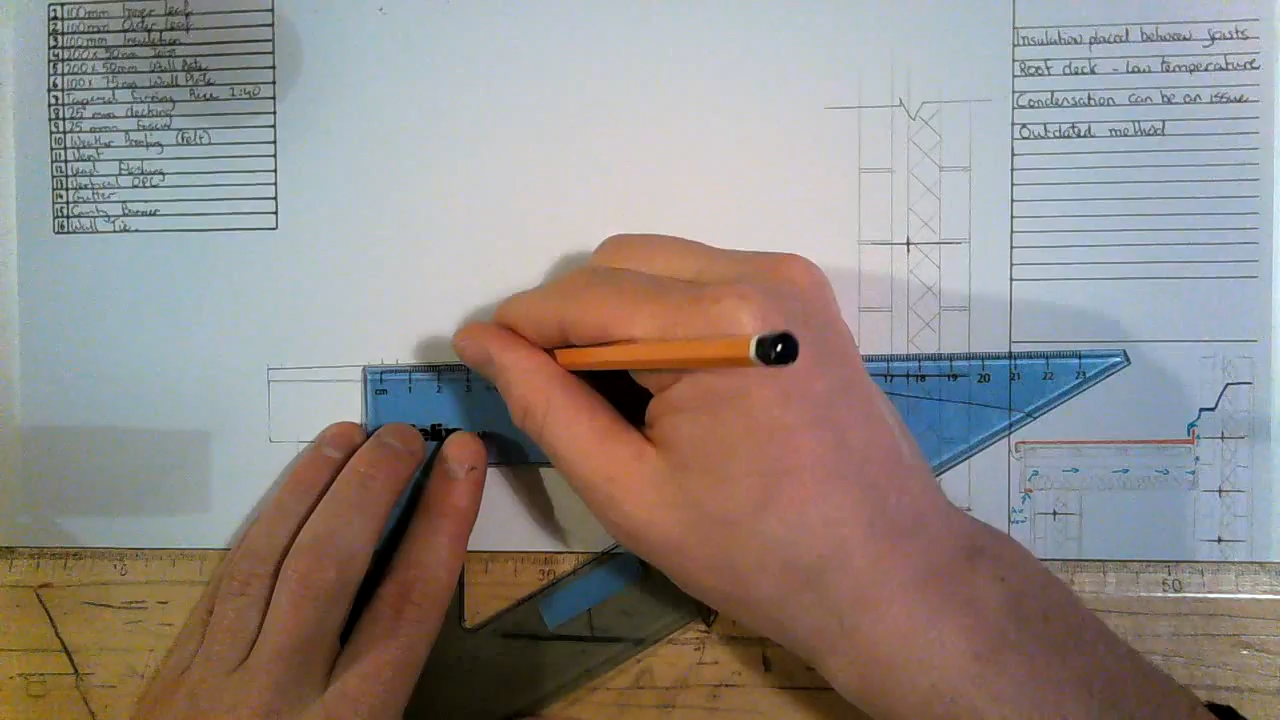 1 100mm Inner Leaf
2 100mm Outer Leaf
3 100mm Insulation
4 200x50mm Joist
5 200x50mm Wall Plate
6 100x75mm Wall Plate
7 Tapered Firring Piece 1:40
8 25mm decking
9 25mm Fascia
10 Weather Proofing (Felt)
11 Vent
12 Lead Flashing
13 Vertical DPC
14 Gutter
15 Cavity Barrier
16 Wall Tie
Insulation placed between joists
Roof deck - low temperature
Condensation can be an issue
Outdated method
cm 1 2 3 17 18 19 20 21 22 23
Air
Vent
30
50